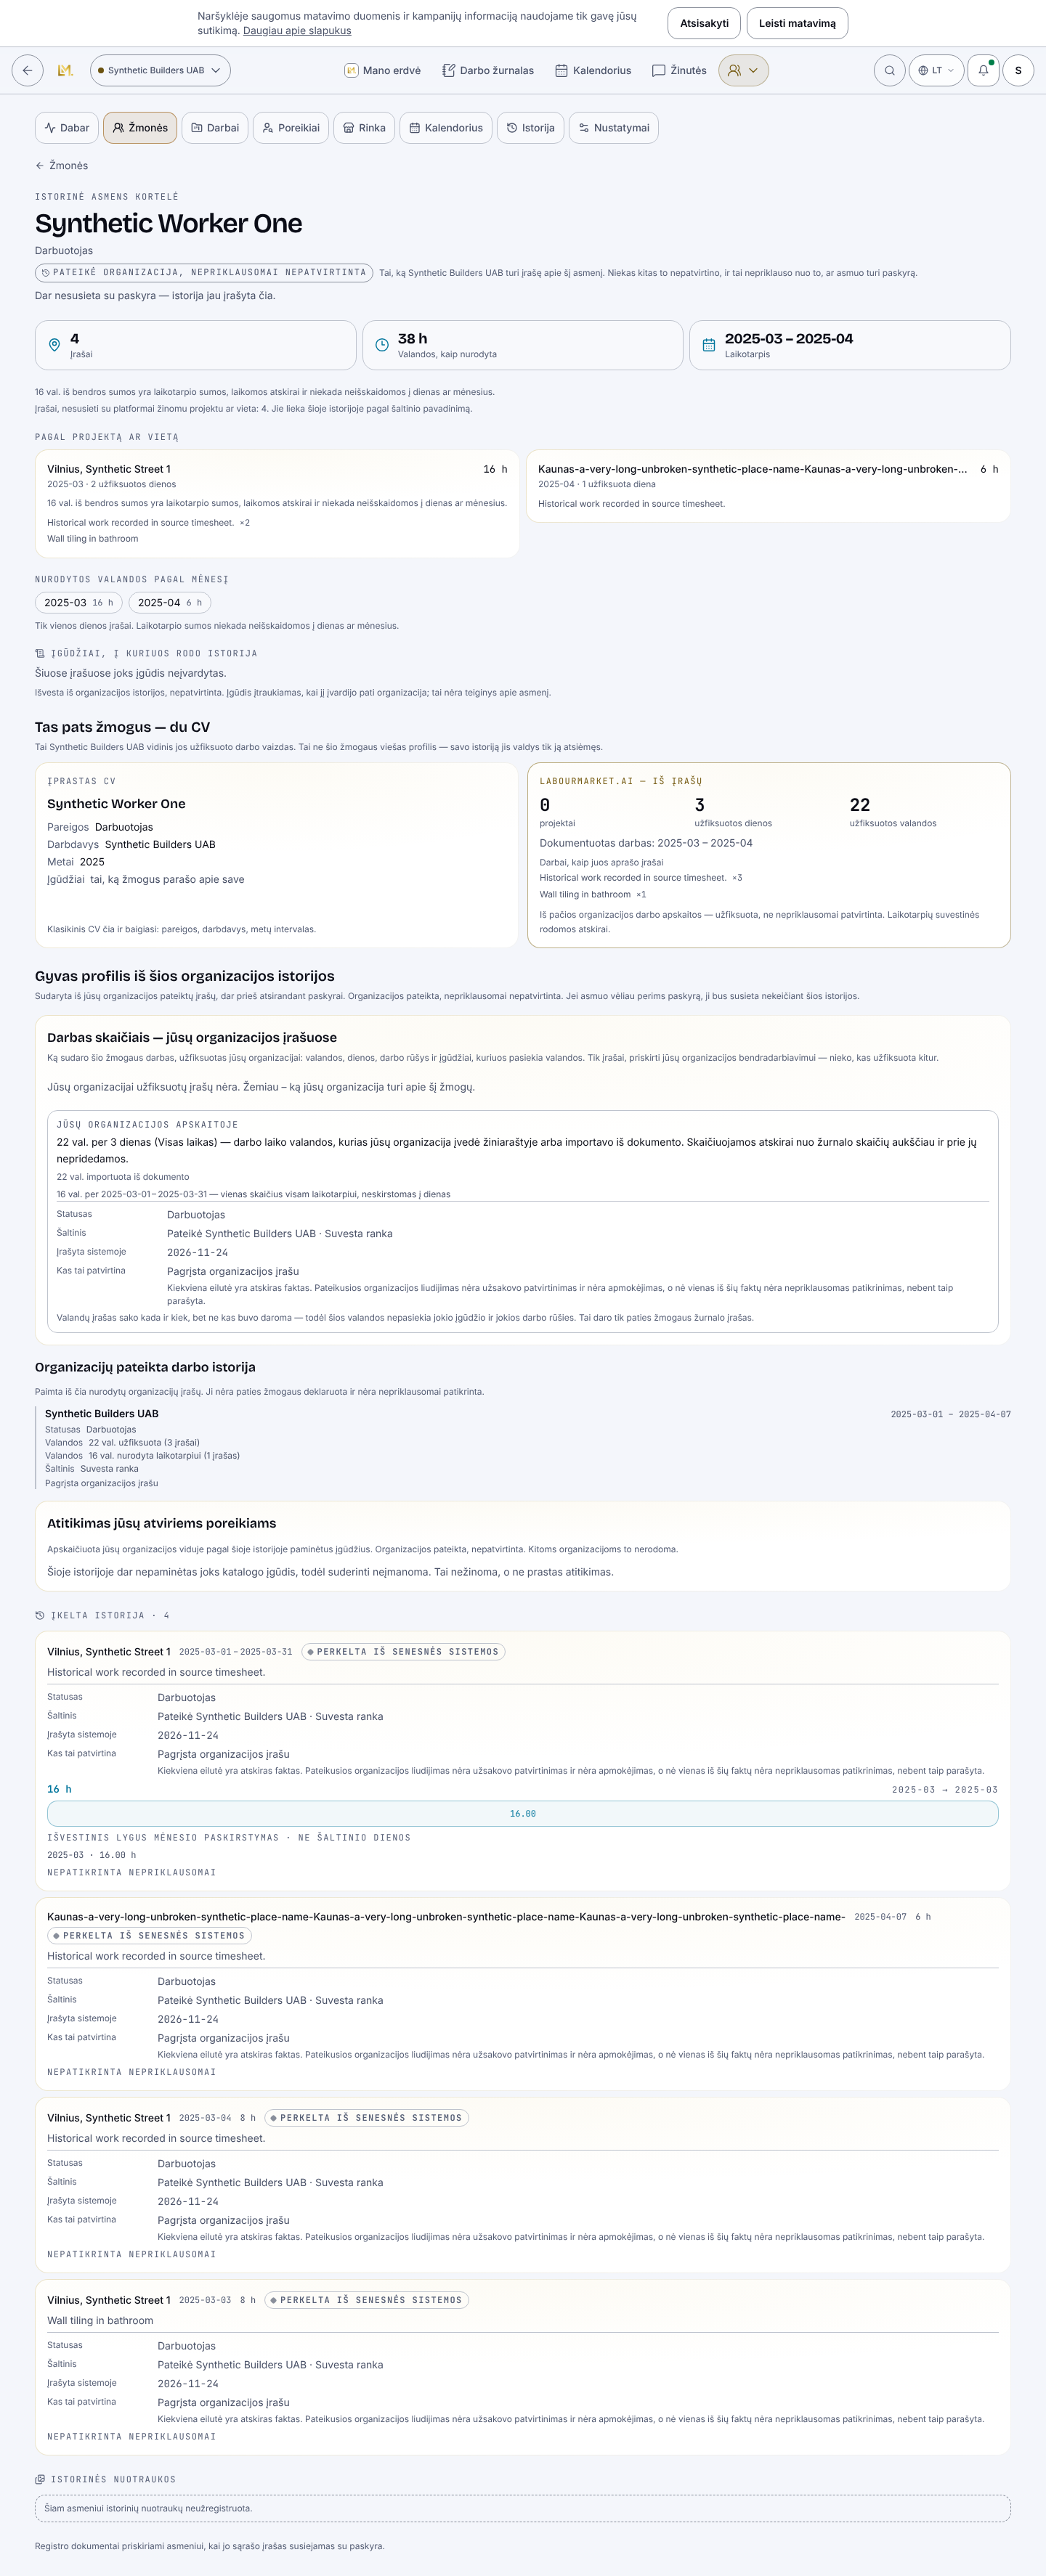 Naršyklėje saugomus matavimo duomenis ir kampanijų informaciją naudojame tik gavę jūsų
sutikimą. Daugiau apie slapukus
Atsisakyti
Leisti matavimą
Synthetic Builders UAB
Mano erdvė
Darbo žurnalas
Kalendorius
Žinutės
LT
S
Dabar
Žmonės
Darbai
Poreikiai
Rinka
Kalendorius
Istorija
Nustatymai
Žmonės
ISTORINĖ ASMENS KORTELĖ
Synthetic Worker One
Darbuotojas
PATEIKĖ ORGANIZACIJA, NEPRIKLAUSOMAI NEPATVIRTINTA
Tai, ką Synthetic Builders UAB turi įrašę apie šį asmenį. Niekas kitas to nepatvirtino, ir tai nepriklauso nuo to, ar asmuo turi paskyrą.
Dar nesusieta su paskyra — istorija jau įrašyta čia.
4
Įrašai
38 h
Valandos, kaip nurodyta
2025-03 – 2025-04
Laikotarpis
16 val. iš bendros sumos yra laikotarpio sumos, laikomos atskirai ir niekada neišskaidomos į dienas ar mėnesius.
Įrašai, nesusieti su platformai žinomu projektu ar vieta: 4. Jie lieka šioje istorijoje pagal šaltinio pavadinimą.
PAGAL PROJEKTĄ AR VIETĄ
Vilnius, Synthetic Street 1
16 h
2025-03 · 2 užfiksuotos dienos
16 val. iš bendros sumos yra laikotarpio sumos, laikomos atskirai ir niekada neišskaidomos į dienas ar mėnesius.
Historical work recorded in source timesheet. ×2
Wall tiling in bathroom
Kaunas-a-very-long-unbroken-synthetic-place-name-Kaunas-a-very-long-unbroken-...
6 h
2025-04 · 1 užfiksuota diena
Historical work recorded in source timesheet.
NURODYTOS VALANDOS PAGAL MĖNESĮ
2025-03 16 h
2025-04 6 h
Tik vienos dienos įrašai. Laikotarpio sumos niekada neišskaidomos į dienas ar mėnesius.
ĮGŪDŽIAI, Į KURIUOS RODO ISTORIJA
Šiuose įrašuose joks įgūdis neįvardytas.
Išvesta iš organizacijos istorijos, nepatvirtinta. Įgūdis įtraukiamas, kai jį įvardijo pati organizacija; tai nėra teiginys apie asmenį.
Tas pats žmogus — du CV
Tai Synthetic Builders UAB vidinis jos užfiksuoto darbo vaizdas. Tai ne šio žmogaus viešas profilis — savo istoriją jis valdys tik ją atsiėmęs.
ĮPRASTAS CV
Synthetic Worker One
Pareigos Darbuotojas
Darbdavys Synthetic Builders UAB
Metai 2025
Įgūdžiai tai, ką žmogus parašo apie save
Klasikinis CV čia ir baigiasi: pareigos, darbdavys, metų intervalas.
LABOURMARKET.AI — IŠ ĮRAŠŲ
0
projektai
3
užfiksuotos dienos
22
užfiksuotos valandos
Dokumentuotas darbas: 2025-03 – 2025-04
Darbai, kaip juos aprašo įrašai
Historical work recorded in source timesheet. ×3
Wall tiling in bathroom ×1
Iš pačios organizacijos darbo apskaitos — užfiksuota, ne nepriklausomai patvirtinta. Laikotarpių suvestinės
rodomos atskirai.
Gyvas profilis iš šios organizacijos istorijos
Sudaryta iš jūsų organizacijos pateiktų įrašų, dar prieš atsirandant paskyrai. Organizacijos pateikta, nepriklausomai nepatvirtinta. Jei asmuo vėliau perims paskyrą, ji bus susieta nekeičiant šios istorijos.
Darbas skaičiais — jūsų organizacijos įrašuose
Ką sudaro šio žmogaus darbas, užfiksuotas jūsų organizacijai: valandos, dienos, darbo rūšys ir įgūdžiai, kuriuos pasiekia valandos. Tik įrašai, priskirti jūsų organizacijos bendradarbiavimui — nieko, kas užfiksuota kitur.
Jūsų organizacijai užfiksuotų įrašų nėra. Žemiau – ką jūsų organizacija turi apie šį žmogų.
JŪSŲ ORGANIZACIJOS APSKAITOJE
22 val. per 3 dienas (Visas laikas) — darbo laiko valandos, kurias jūsų organizacija įvedė žiniaraštyje arba importavo iš dokumento. Skaičiuojamos atskirai nuo žurnalo skaičių aukščiau ir prie jų
nepridedamos.
22 val. importuota iš dokumento
16 val. per 2025-03-01 – 2025-03-31 — vienas skaičius visam laikotarpiui, neskirstomas į dienas
Statusas Darbuotojas
Šaltinis Pateikė Synthetic Builders UAB · Suvesta ranka
Įrašyta sistemoje 2026-11-24
Kas tai patvirtina Pagrįsta organizacijos įrašu
Kiekviena eilutė yra atskiras faktas. Pateikusios organizacijos liudijimas nėra užsakovo patvirtinimas ir nėra apmokėjimas, o nė vienas iš šių faktų nėra nepriklausomas patikrinimas, nebent taip
parašyta.
Valandų įrašas sako kada ir kiek, bet ne kas buvo daroma — todėl šios valandos nepasiekia jokio įgūdžio ir jokios darbo rūšies. Tai daro tik paties žmogaus žurnalo įrašas.
Organizacijų pateikta darbo istorija
Paimta iš čia nurodytų organizacijų įrašų. Ji nėra paties žmogaus deklaruota ir nėra nepriklausomai patikrinta.
Synthetic Builders UAB
2025-03-01 – 2025-04-07
Statusas Darbuotojas
Valandos 22 val. užfiksuota (3 įrašai)
Valandos 16 val. nurodyta laikotarpiui (1 įrašas)
Šaltinis Suvesta ranka
Pagrįsta organizacijos įrašu
Atitikimas jūsų atviriems poreikiams
Apskaičiuota jūsų organizacijos viduje pagal šioje istorijoje paminėtus įgūdžius. Organizacijos pateikta, nepatvirtinta. Kitoms organizacijoms to nerodoma.
Šioje istorijoje dar nepaminėtas joks katalogo įgūdis, todėl suderinti neįmanoma. Tai nežinoma, o ne prastas atitikimas.
ĮKELTA ISTORIJA · 4
Vilnius, Synthetic Street 1 2025-03-01 – 2025-03-31 PERKELTA IŠ SENESNĖS SISTEMOS
Historical work recorded in source timesheet.
Statusas Darbuotojas
Šaltinis Pateikė Synthetic Builders UAB · Suvesta ranka
Įrašyta sistemoje 2026-11-24
Kas tai patvirtina Pagrįsta organizacijos įrašu
Kiekviena eilutė yra atskiras faktas. Pateikusios organizacijos liudijimas nėra užsakovo patvirtinimas ir nėra apmokėjimas, o nė vienas iš šių faktų nėra nepriklausomas patikrinimas, nebent taip parašyta.
16 h
2025-03 → 2025-03
16.00
IŠVESTINIS LYGUS MĖNESIO PASKIRSTYMAS · NE ŠALTINIO DIENOS
2025-03 · 16.00 h
NEPATIKRINTA NEPRIKLAUSOMAI
Kaunas-a-very-long-unbroken-synthetic-place-name-Kaunas-a-very-long-unbroken-synthetic-place-name-Kaunas-a-very-long-unbroken-synthetic-place-name- 2025-04-07 6 h
PERKELTA IŠ SENESNĖS SISTEMOS
Historical work recorded in source timesheet.
Statusas Darbuotojas
Šaltinis Pateikė Synthetic Builders UAB · Suvesta ranka
Įrašyta sistemoje 2026-11-24
Kas tai patvirtina Pagrįsta organizacijos įrašu
Kiekviena eilutė yra atskiras faktas. Pateikusios organizacijos liudijimas nėra užsakovo patvirtinimas ir nėra apmokėjimas, o nė vienas iš šių faktų nėra nepriklausomas patikrinimas, nebent taip parašyta.
NEPATIKRINTA NEPRIKLAUSOMAI
Vilnius, Synthetic Street 1 2025-03-04 8 h PERKELTA IŠ SENESNĖS SISTEMOS
Historical work recorded in source timesheet.
Statusas Darbuotojas
Šaltinis Pateikė Synthetic Builders UAB · Suvesta ranka
Įrašyta sistemoje 2026-11-24
Kas tai patvirtina Pagrįsta organizacijos įrašu
Kiekviena eilutė yra atskiras faktas. Pateikusios organizacijos liudijimas nėra užsakovo patvirtinimas ir nėra apmokėjimas, o nė vienas iš šių faktų nėra nepriklausomas patikrinimas, nebent taip parašyta.
NEPATIKRINTA NEPRIKLAUSOMAI
Vilnius, Synthetic Street 1 2025-03-03 8 h PERKELTA IŠ SENESNĖS SISTEMOS
Wall tiling in bathroom
Statusas Darbuotojas
Šaltinis Pateikė Synthetic Builders UAB · Suvesta ranka
Įrašyta sistemoje 2026-11-24
Kas tai patvirtina Pagrįsta organizacijos įrašu
Kiekviena eilutė yra atskiras faktas. Pateikusios organizacijos liudijimas nėra užsakovo patvirtinimas ir nėra apmokėjimas, o nė vienas iš šių faktų nėra nepriklausomas patikrinimas, nebent taip parašyta.
NEPATIKRINTA NEPRIKLAUSOMAI
ISTORINĖS NUOTRAUKOS
Šiam asmeniui istorinių nuotraukų neužregistruota.
Registro dokumentai priskiriami asmeniui, kai jo sąrašo įrašas susiejamas su paskyra.